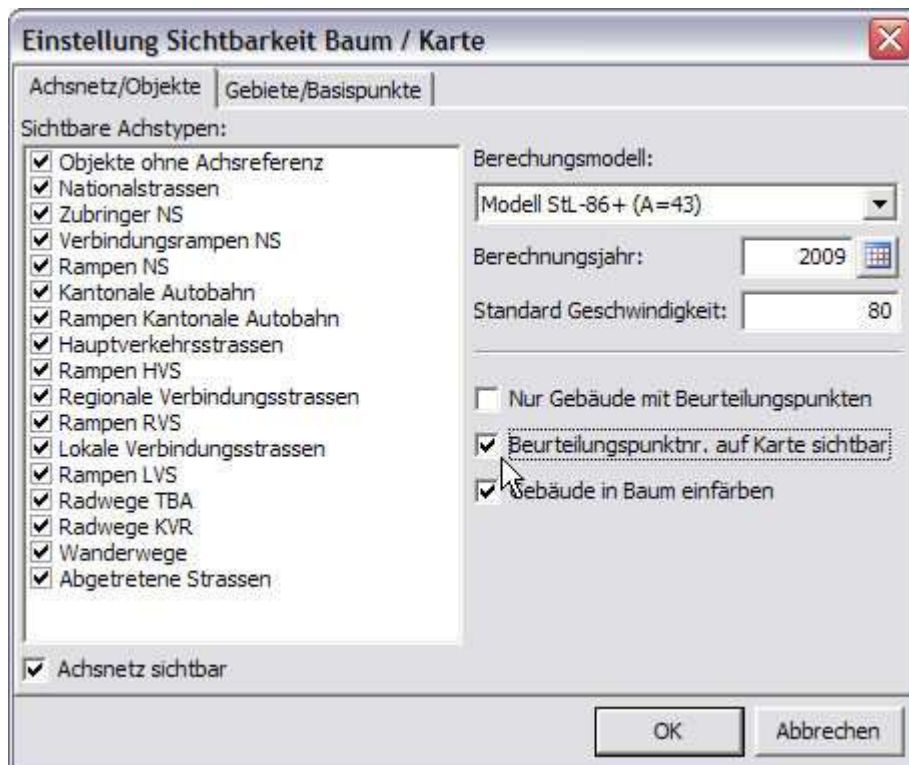 Einstellung Sichtbarkeit Baum / Karte
Achsnetz/Objekte
Gebiete/Basispunkte
Sichtbare Achstypen:
Objekte ohne Achsreferenz
Nationalstrassen
Zubringer NS
Verbindungsrampen NS
Rampen NS
Kantonale Autobahn
Rampen Kantonale Autobahn
Hauptverkehrsstrassen
Rampen HVS
Regionale Verbindungsstrassen
Rampen RVS
Lokale Verbindungsstrassen
Rampen LVS
Radwege TBA
Radwege KVR
Wanderwege
Abgetretene Strassen
Achsnetz sichtbar
Berechungsmodell:
Modell StL-86+ (A=43)
Berechnungsjahr: 2009
Standard Geschwindigkeit: 80
Nur Gebäude mit Beurteilungspunkten
Beurteilungspunktnr. auf Karte sichtbar
Gebäude in Baum einfärben
OK
Abbrechen